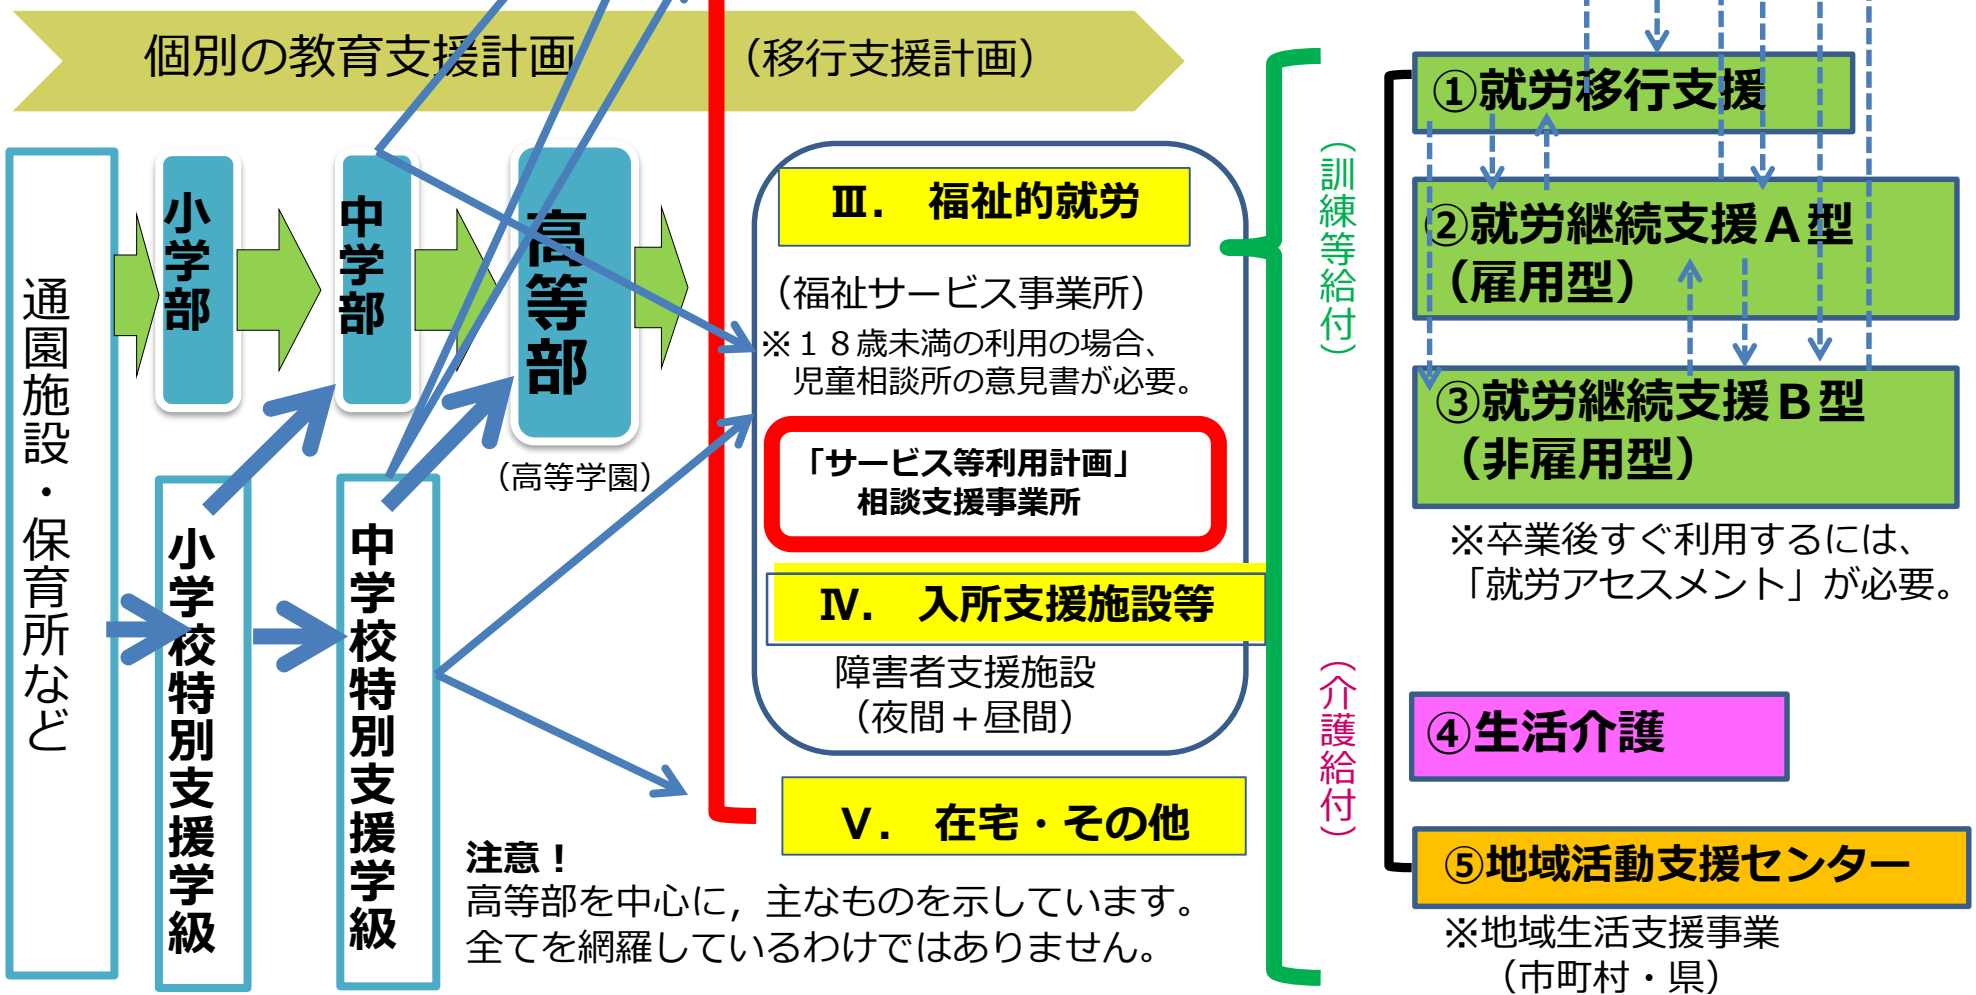 個別の教育支援計画　（移行支援計画）
通園施設・保育所など
小学部
中学部
高等部
（高等学園）
小学校特別支援学級
中学校特別支援学級
Ⅲ．　福祉的就労
（福祉サービス事業所）
※１８歳未満の利用の場合、
児童相談所の意見書が必要。
「サービス等利用計画」
相談支援事業所
Ⅳ．　入所支援施設等
障害者支援施設
（夜間＋昼間）
Ⅴ．　在宅・その他
注意！
高等部を中心に，主なものを示しています。
全てを網羅しているわけではありません。
（訓練等給付）
（介護給付）
①就労移行支援
②就労継続支援Ａ型
（雇用型）
③就労継続支援Ｂ型
（非雇用型）
※卒業後すぐ利用するには、
「就労アセスメント」が必要。
④生活介護
⑤地域活動支援センター
※地域生活支援事業
（市町村・県）